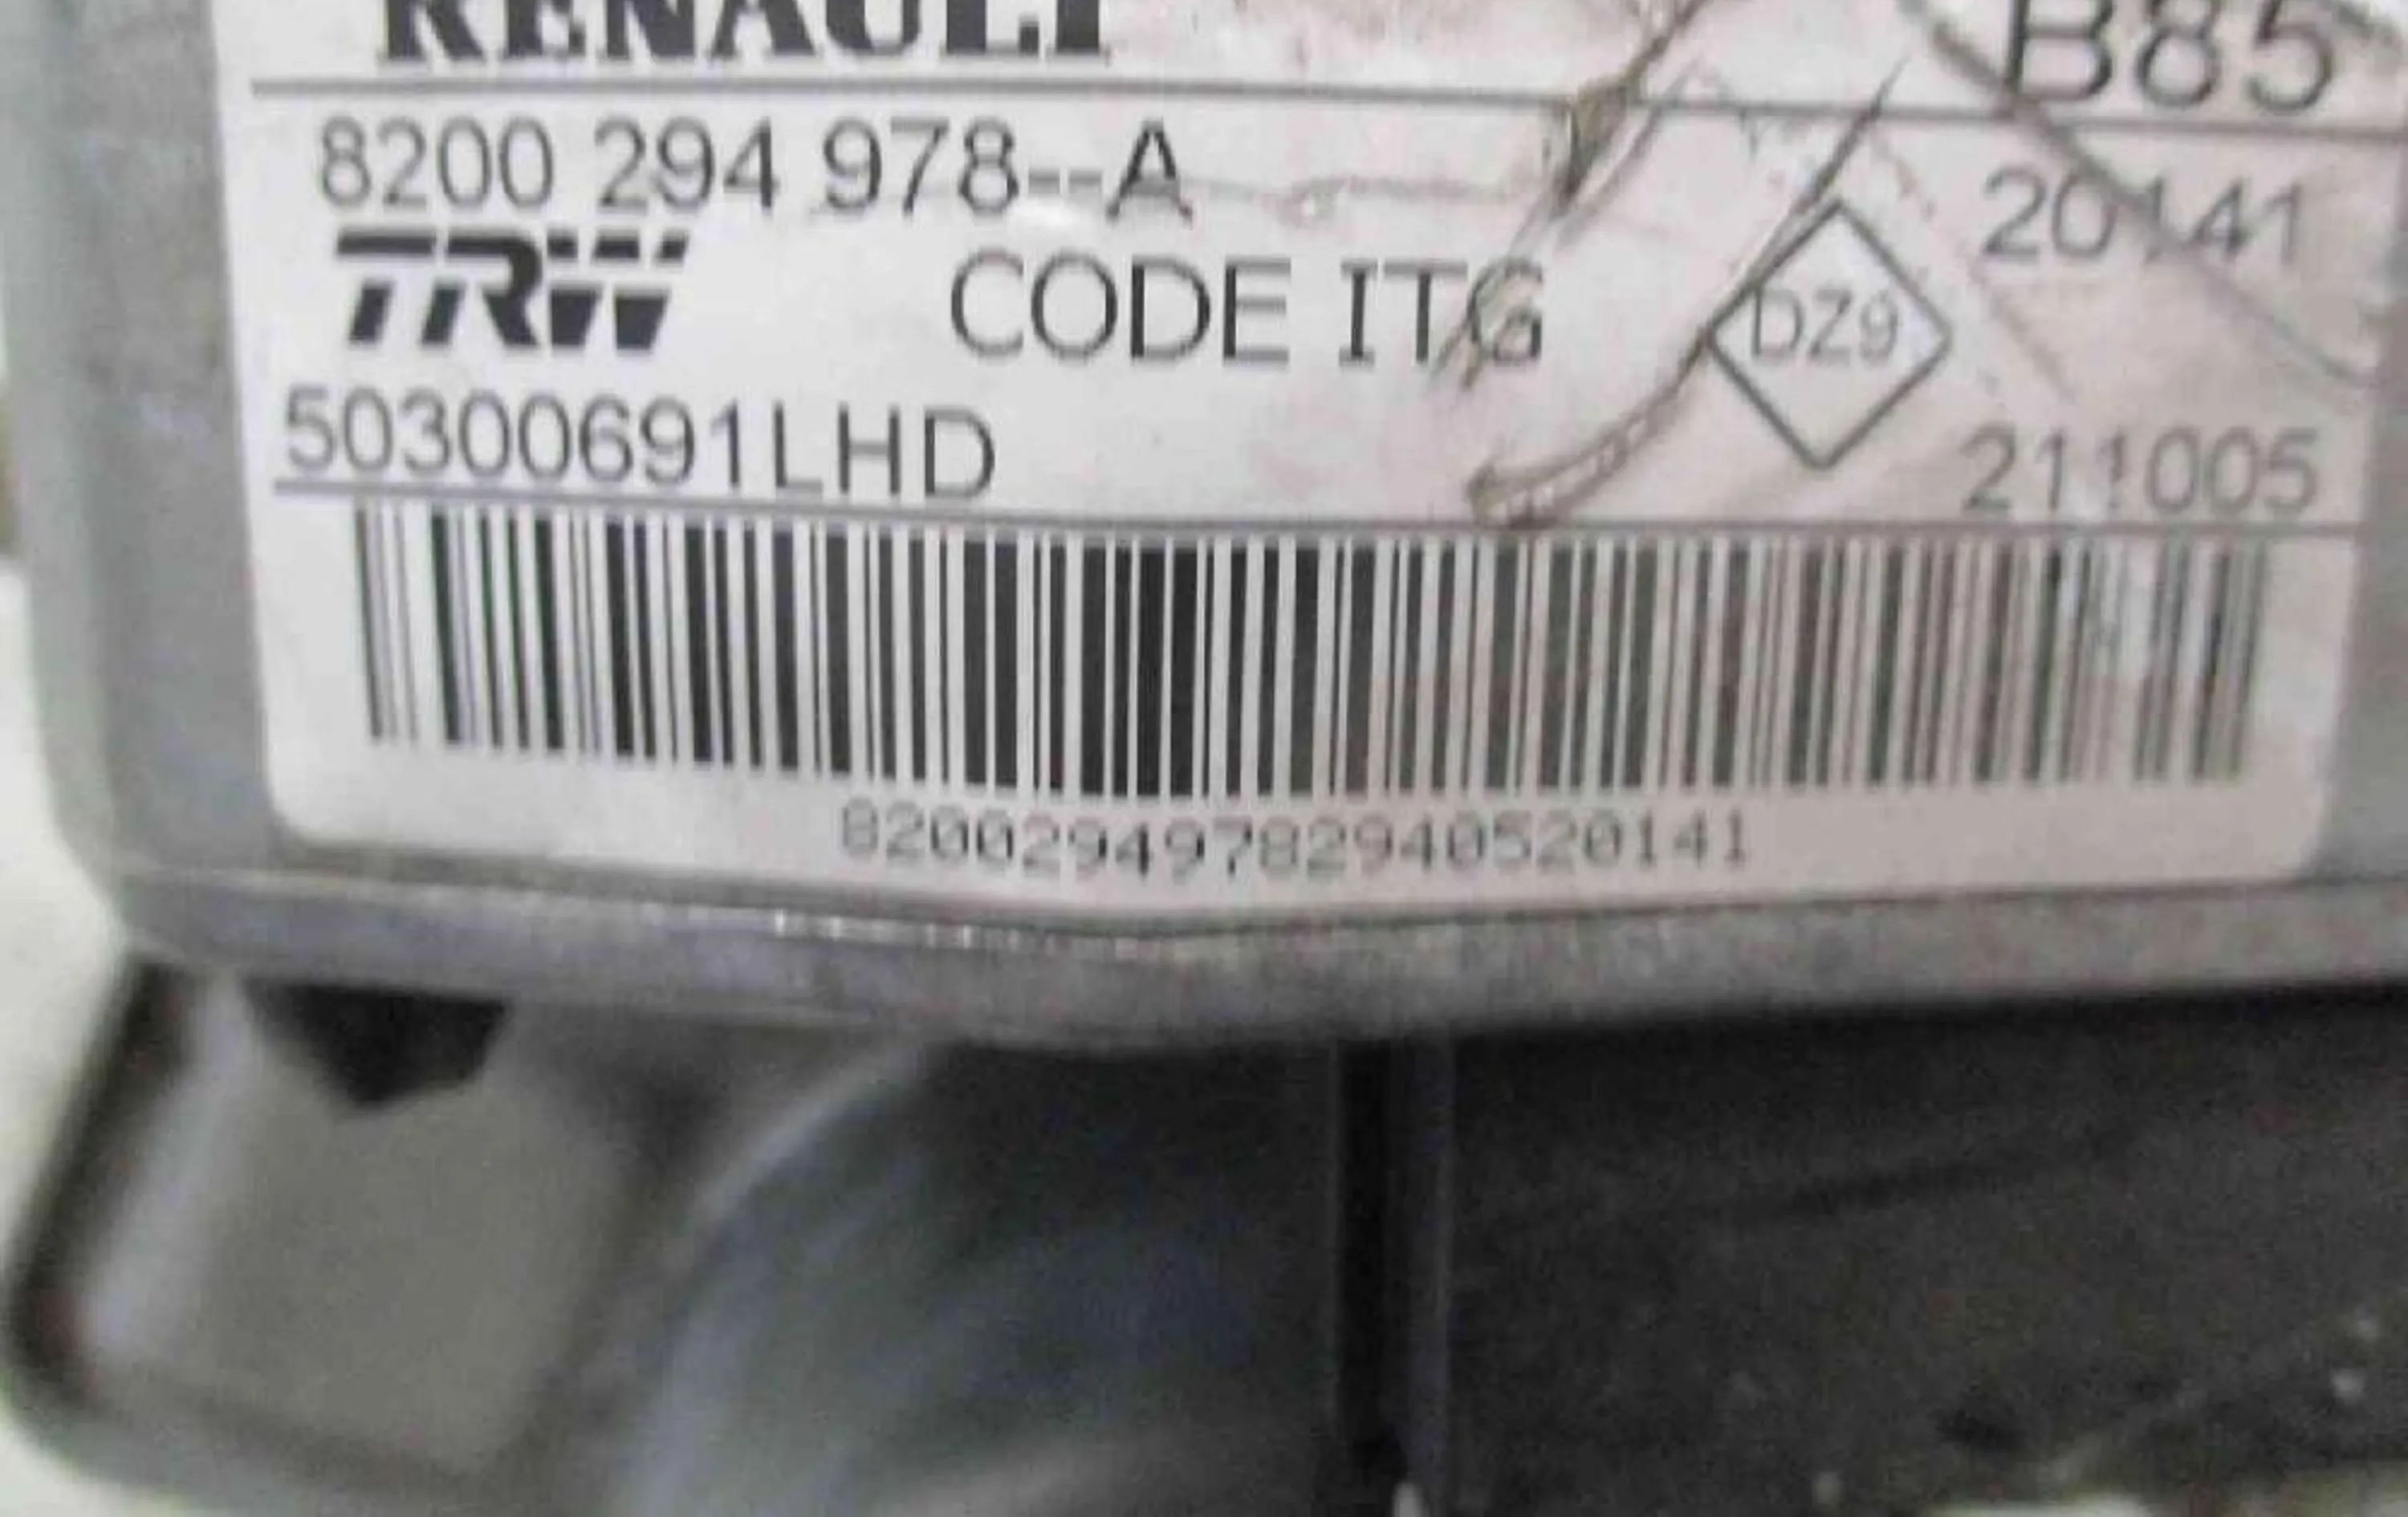 RENAULT B85
8200 294 978--A 20141
TRW CODE ITG DZ9
50300691LHD 211005
82002949782940520141